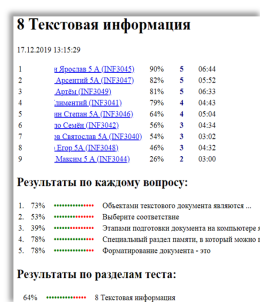 8 Текстовая информация
17.12.2019 13:15:29
1 Ярослав 5 А (INF3045) 90% 5 06:44
2 Арсентий 5А (INF3047) 82% 5 05:52
3 Артём (INF3049) 81% 5 06:33
4 (INF3041) 79% 4 04:43
5 Степан 5А (INF3046) 64% 4 05:04
6 Семён (INF3042) 56% 3 04:34
7 Святослав 5А (INF3040) 54% 3 03:02
8 Егор 5А (INF3048) 46% 3 04:32
9 Максим 5 А (INF3044) 26% 2 03:00
Результаты по каждому вопросу:
1. 73% Объектами текстового документа являются ...
2. 53% Выберите соответствие
3. 39% Этапами подготовки документа на компьютере
4. 78% Специальный раздел памяти, в который можно
5. 78% Форматирование документа - это
Результаты по разделам теста:
64% 8 Текстовая информация